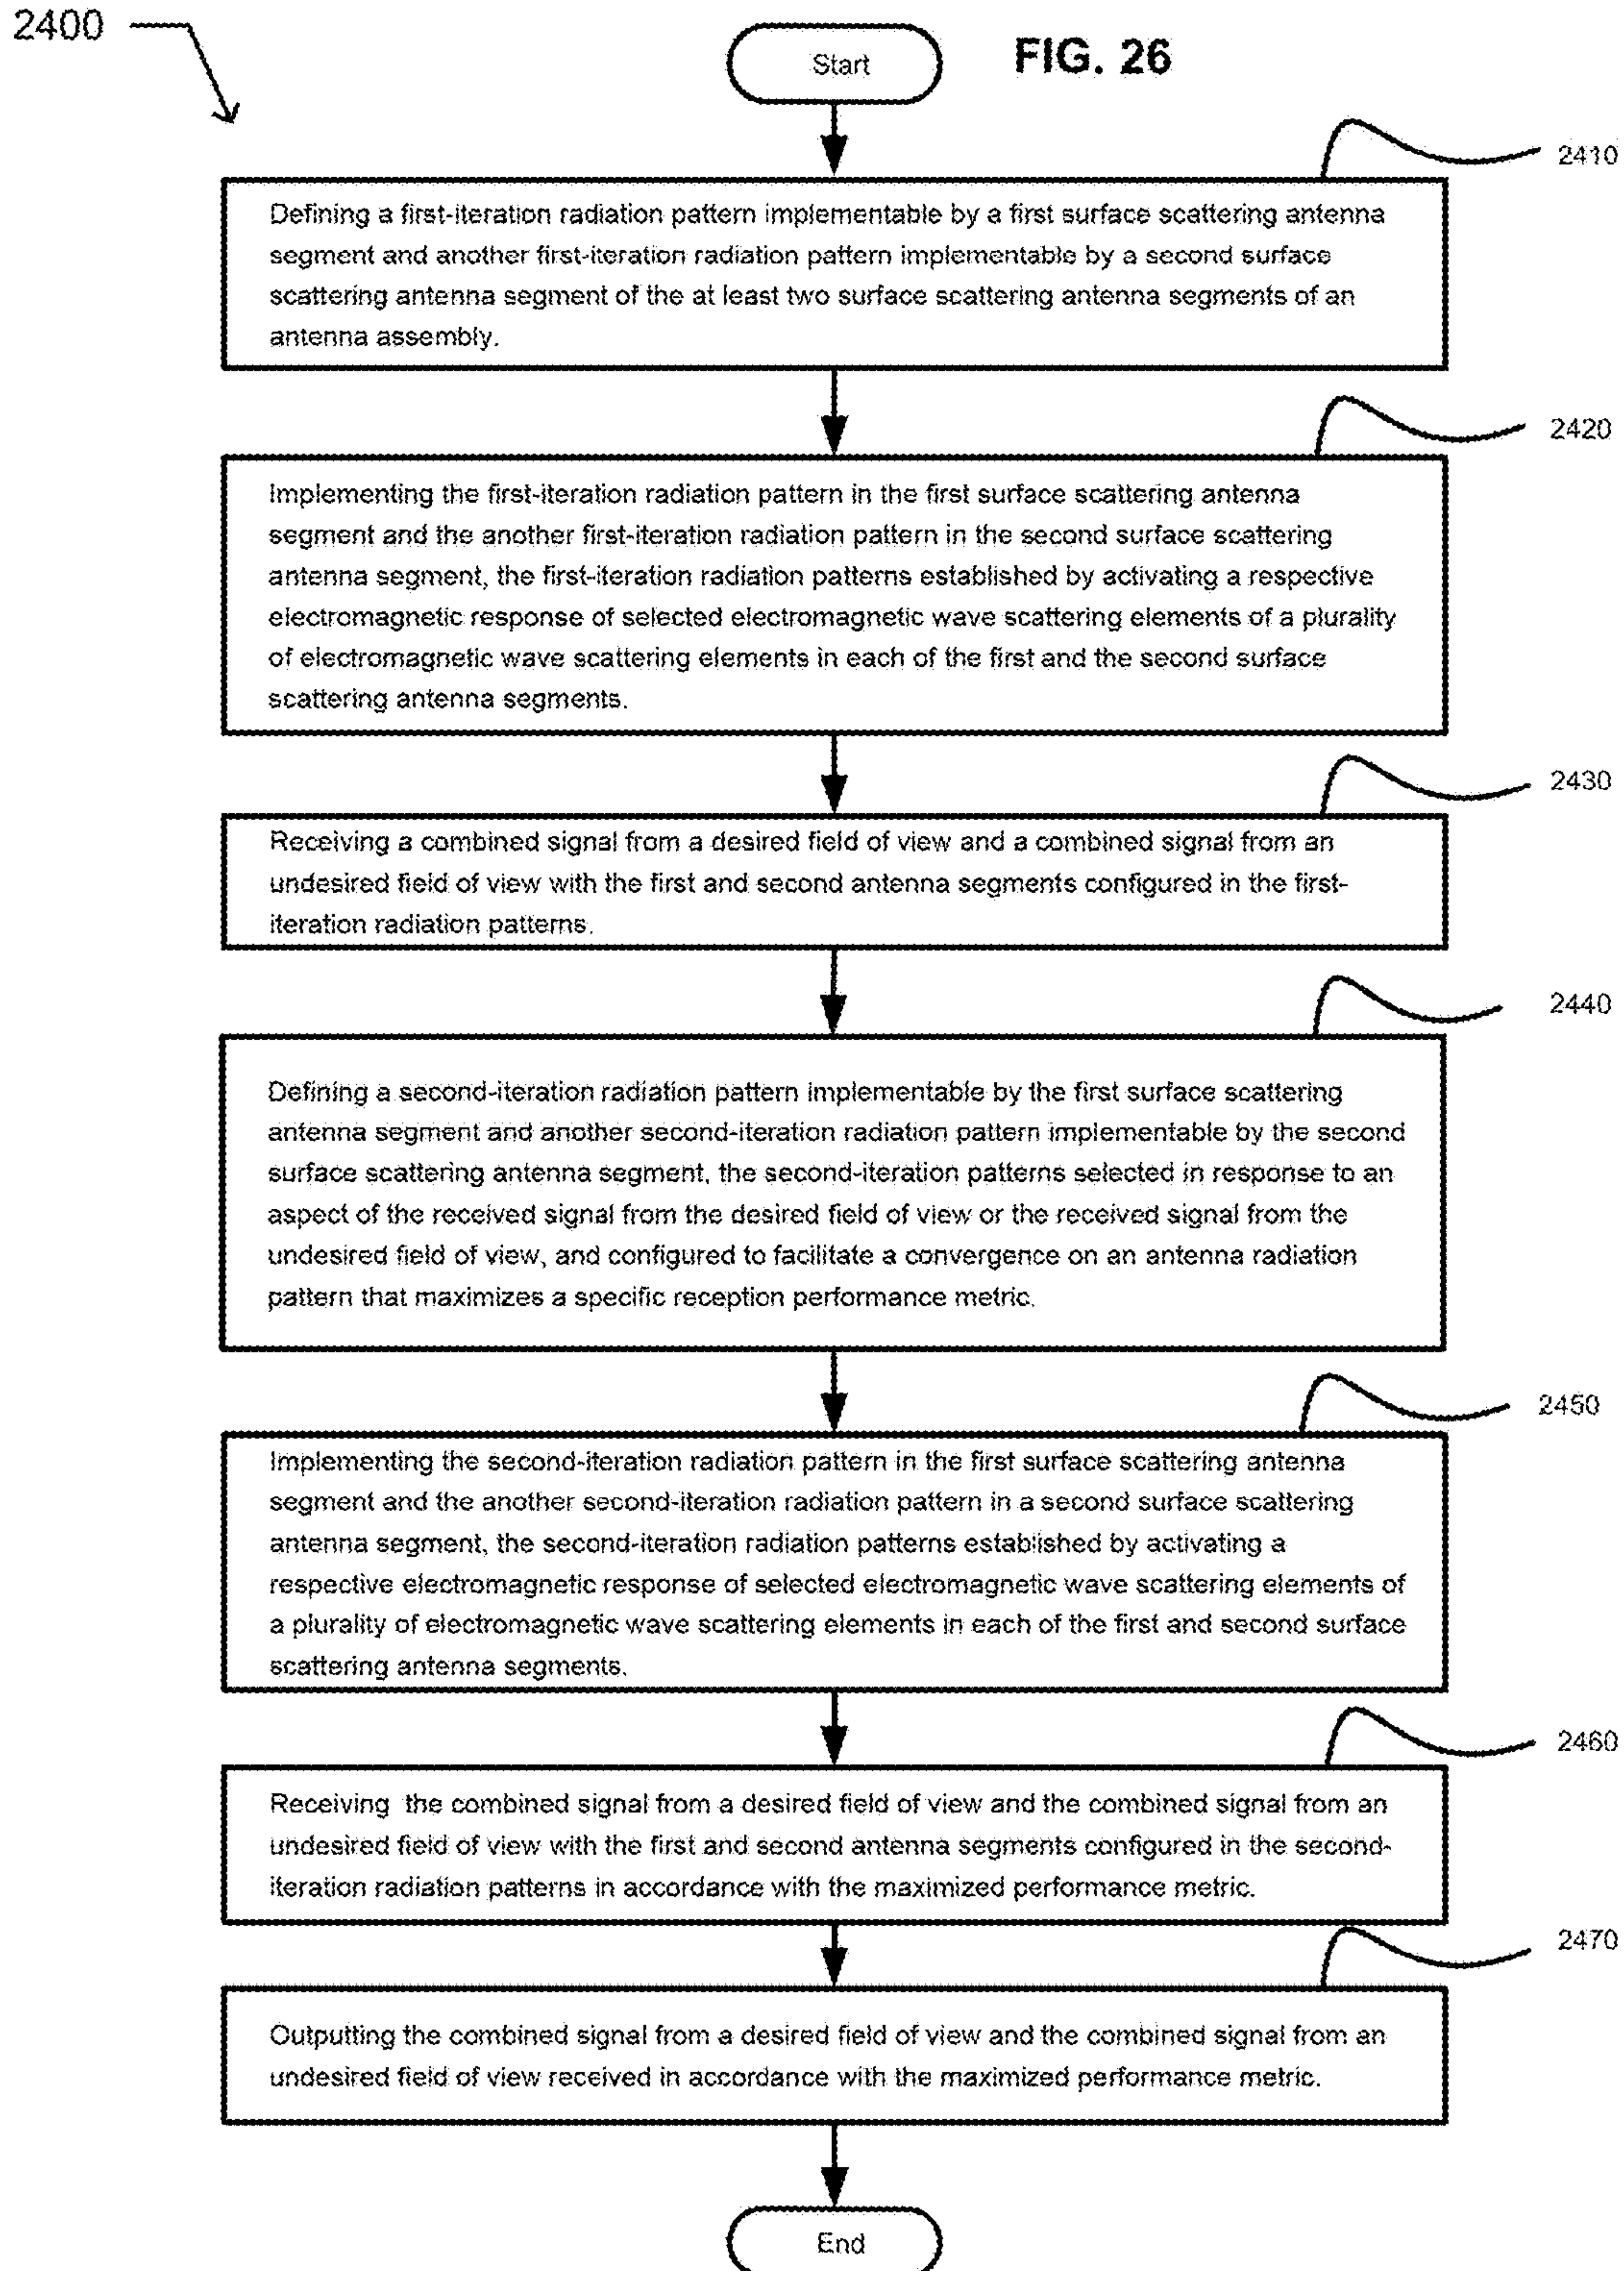 2400
Start
FIG. 26
2410
Defining a first-iteration radiation pattern implementable by a first surface scattering antenna
segment and another first-iteration radiation pattern implementable by a second surface
scattering antenna segment of the at least two surface scattering antenna segments of an
antenna assembly.
2420
Implementing the first-iteration radiation pattern in the first surface scattering antenna
segment and the another first-iteration radiation pattern in the second surface scattering
antenna segment, the first-iteration radiation patterns established by activating a respective
electromagnetic response of selected electromagnetic wave scattering elements of a plurality
of electromagnetic wave scattering elements in each of the first and the second surface
scattering antenna segments.
2430
Receiving a combined signal from a desired field of view and a combined signal from an
undesired field of view with the first and second antenna segments configured in the first-
iteration radiation patterns.
2440
Defining a second-iteration radiation pattern implementable by the first surface scattering
antenna segment and another second-iteration radiation pattern implementable by the second
surface scattering antenna segment, the second-iteration patterns selected in response to an
aspect of the received signal from the desired field of view or the received signal from the
undesired field of view, and configured to facilitate a convergence on an antenna radiation
pattern that maximizes a specific reception performance metric.
2450
Implementing the second-iteration radiation pattern in the first surface scattering antenna
segment and the another second-iteration radiation pattern in a second surface scattering
antenna segment, the second-iteration radiation patterns established by activating a
respective electromagnetic response of selected electromagnetic wave scattering elements of
a plurality of electromagnetic wave scattering elements in each of the first and second surface
scattering antenna segments.
2460
Receiving the combined signal from a desired field of view and the combined signal from an
undesired field of view with the first and second antenna segments configured in the second-
iteration radiation patterns in accordance with the maximized performance metric.
2470
Outputting the combined signal from a desired field of view and the combined signal from an
undesired field of view received in accordance with the maximized performance metric.
End